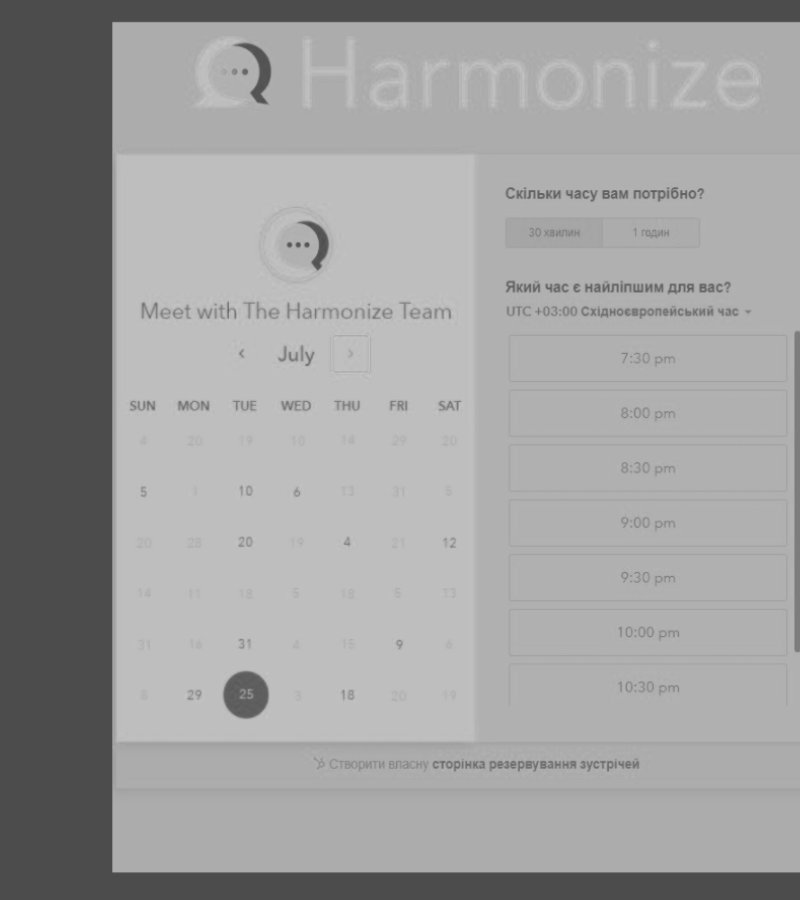 Harmonize
Meet with The Harmonize Team
‹ July ›
SUN MON TUE WED THU FRI SAT
4 20 19 10 14 29 20
5 1 10 6 13 31 5
20 28 20 19 4 21 12
14 11 18 5 18 5 13
31 16 31 4 15 9 6
8 29 25 3 18 20 19
Скільки часу вам потрібно?
30 хвилин 1 годин
Який час є найліпшим для вас?
UTC +03:00 Східноєвропейський час
7:30 pm
8:00 pm
8:30 pm
9:00 pm
9:30 pm
10:00 pm
10:30 pm
Створити власну сторінка резервування зустрічей